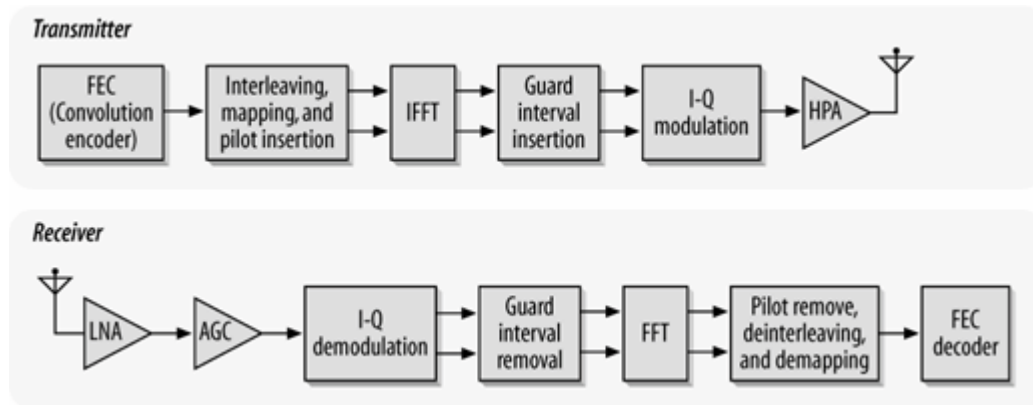 Transmitter
FEC
(Convolution
encoder)
Interleaving,
mapping, and
pilot insertion
IFFT
Guard
interval
insertion
I-Q
modulation
HPA
Receiver
LNA
AGC
I-Q
demodulation
Guard
interval
removal
FFT
Pilot remove,
deinterleaving,
and demapping
FEC
decoder